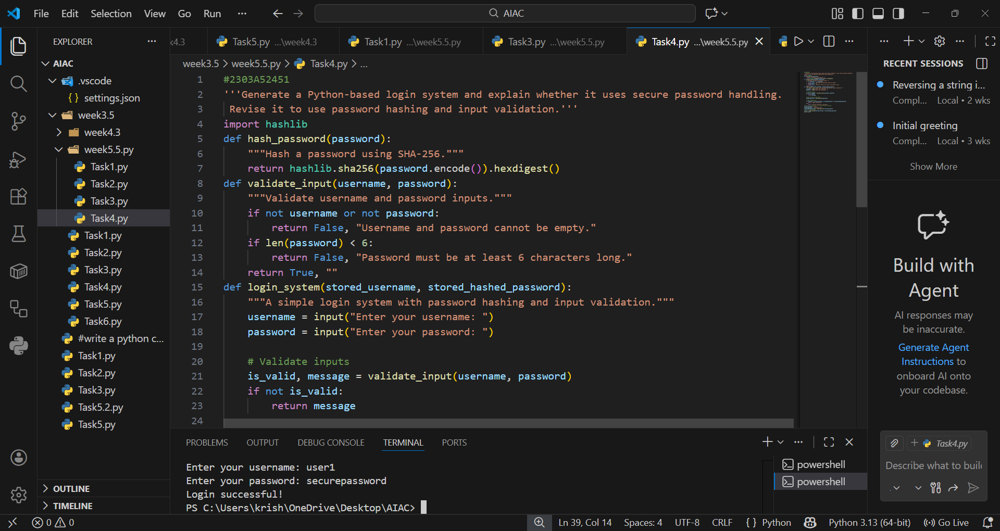 File Edit Selection View Go Run ··· AIAC
EXPLORER ···
AIAC
.vscode
{ } settings.json
week3.5
week4.3
week5.5.py
Task1.py
Task2.py
Task3.py
Task4.py
Task1.py
Task2.py
Task3.py
Task4.py
Task5.py
Task6.py
#write a python c...
Task1.py
Task2.py
Task3.py
Task5.2.py
Task5.py
OUTLINE
TIMELINE
‹4.3 Task5.py ...\week4.3 Task1.py ...\week5.5.py Task3.py ...\week5.5.py Task4.py ...\week5.5.py
week3.5 > week5.5.py > Task4.py > ...
1 #2303A52451
2 '''Generate a Python-based login system and explain whether it uses secure password handling.
3 Revise it to use password hashing and input validation.'''
4 import hashlib
5 def hash_password(password):
6 """Hash a password using SHA-256."""
7 return hashlib.sha256(password.encode()).hexdigest()
8 def validate_input(username, password):
9 """Validate username and password inputs."""
10 if not username or not password:
11 return False, "Username and password cannot be empty."
12 if len(password) < 6:
13 return False, "Password must be at least 6 characters long."
14 return True, ""
15 def login_system(stored_username, stored_hashed_password):
16 """A simple login system with password hashing and input validation."""
17 username = input("Enter your username: ")
18 password = input("Enter your password: ")
19
20 # Validate inputs
21 is_valid, message = validate_input(username, password)
22 if not is_valid:
23 return message
24
PROBLEMS OUTPUT DEBUG CONSOLE TERMINAL PORTS
Enter your username: user1
Enter your password: securepassword
Login successful!
PS C:\Users\krish\OneDrive\Desktop\AIAC>
powershell
powershell
RECENT SESSIONS
Reversing a string i...
Compl... Local • 2 wks
Initial greeting
Compl... Local • 3 wks
Show More
Build with
Agent
AI responses may
be inaccurate.
Generate Agent
Instructions to
onboard AI onto
your codebase.
Task4.py
Describe what to buil
0 0 Ln 39, Col 14 Spaces: 4 UTF-8 CRLF { } Python Python 3.13 (64-bit) Go Live